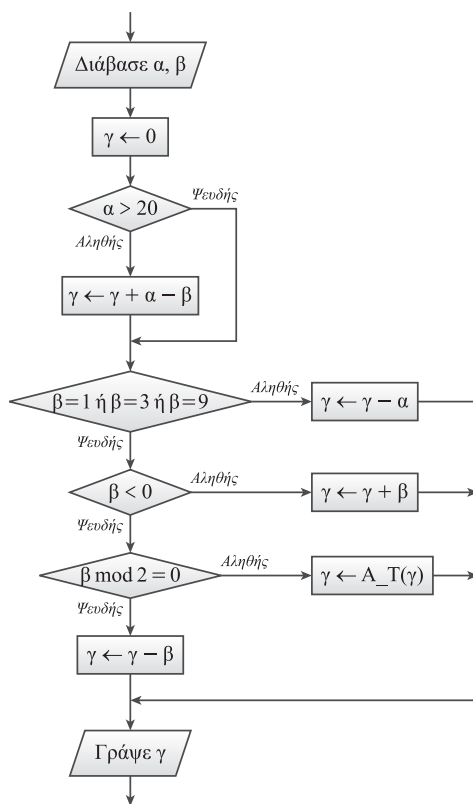 Διάβασε α, β
γ ← 0
α > 20
Ψευδής
Αληθής
γ ← γ + α − β
β=1 ή β=3 ή β=9
Αληθής
γ ← γ − α
Ψευδής
β < 0
Αληθής
γ ← γ + β
Ψευδής
β mod 2 = 0
Αληθής
γ ← Α_Τ(γ)
Ψευδής
γ ← γ − β
Γράψε γ